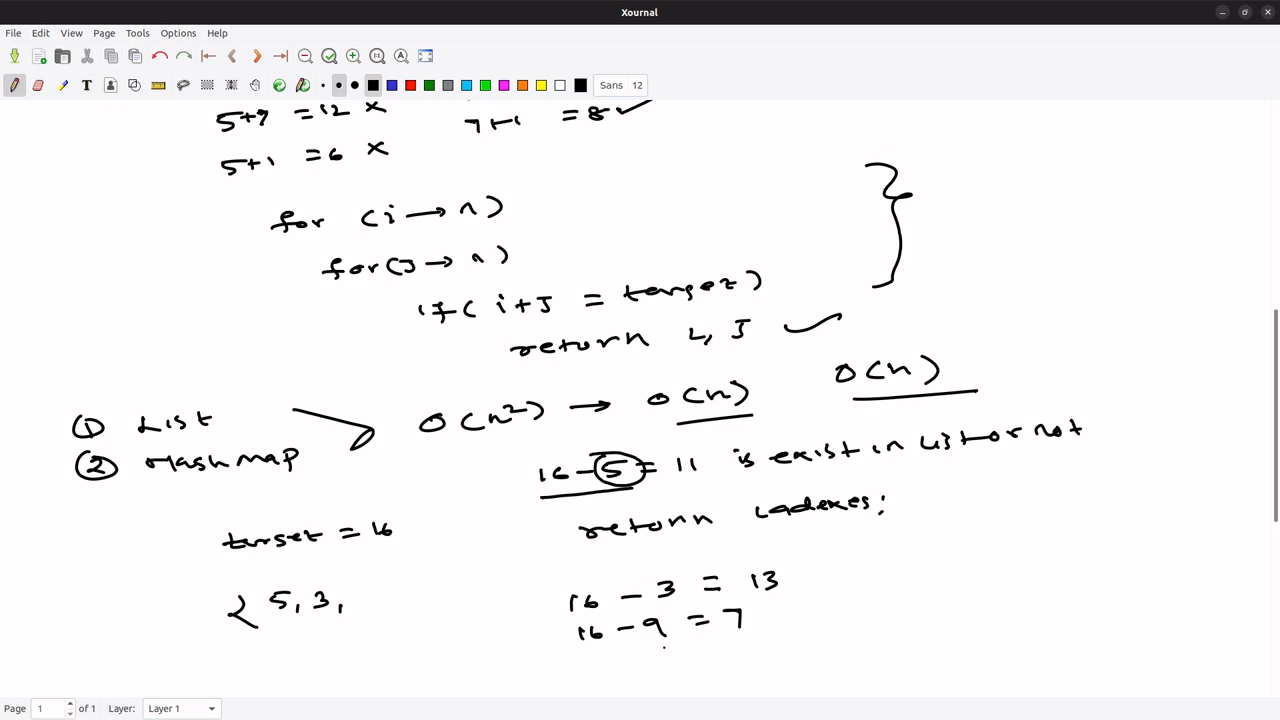 Xournal
File Edit View Page Tools Options Help
Sans 12
5+7 =12 x
7+1 =8
5+1 =6 x
for (i→n)
for(J→n)
if( i+J = target)
return i, J
① List
② Hashmap
O(n²) → O(n)
O(n)
16-5= 11 is exist in list or not
return indexes;
target = 16
{ 5, 3,
16 - 3 = 13
16 - 9 = 7
Page 1 of 1 Layer: Layer 1